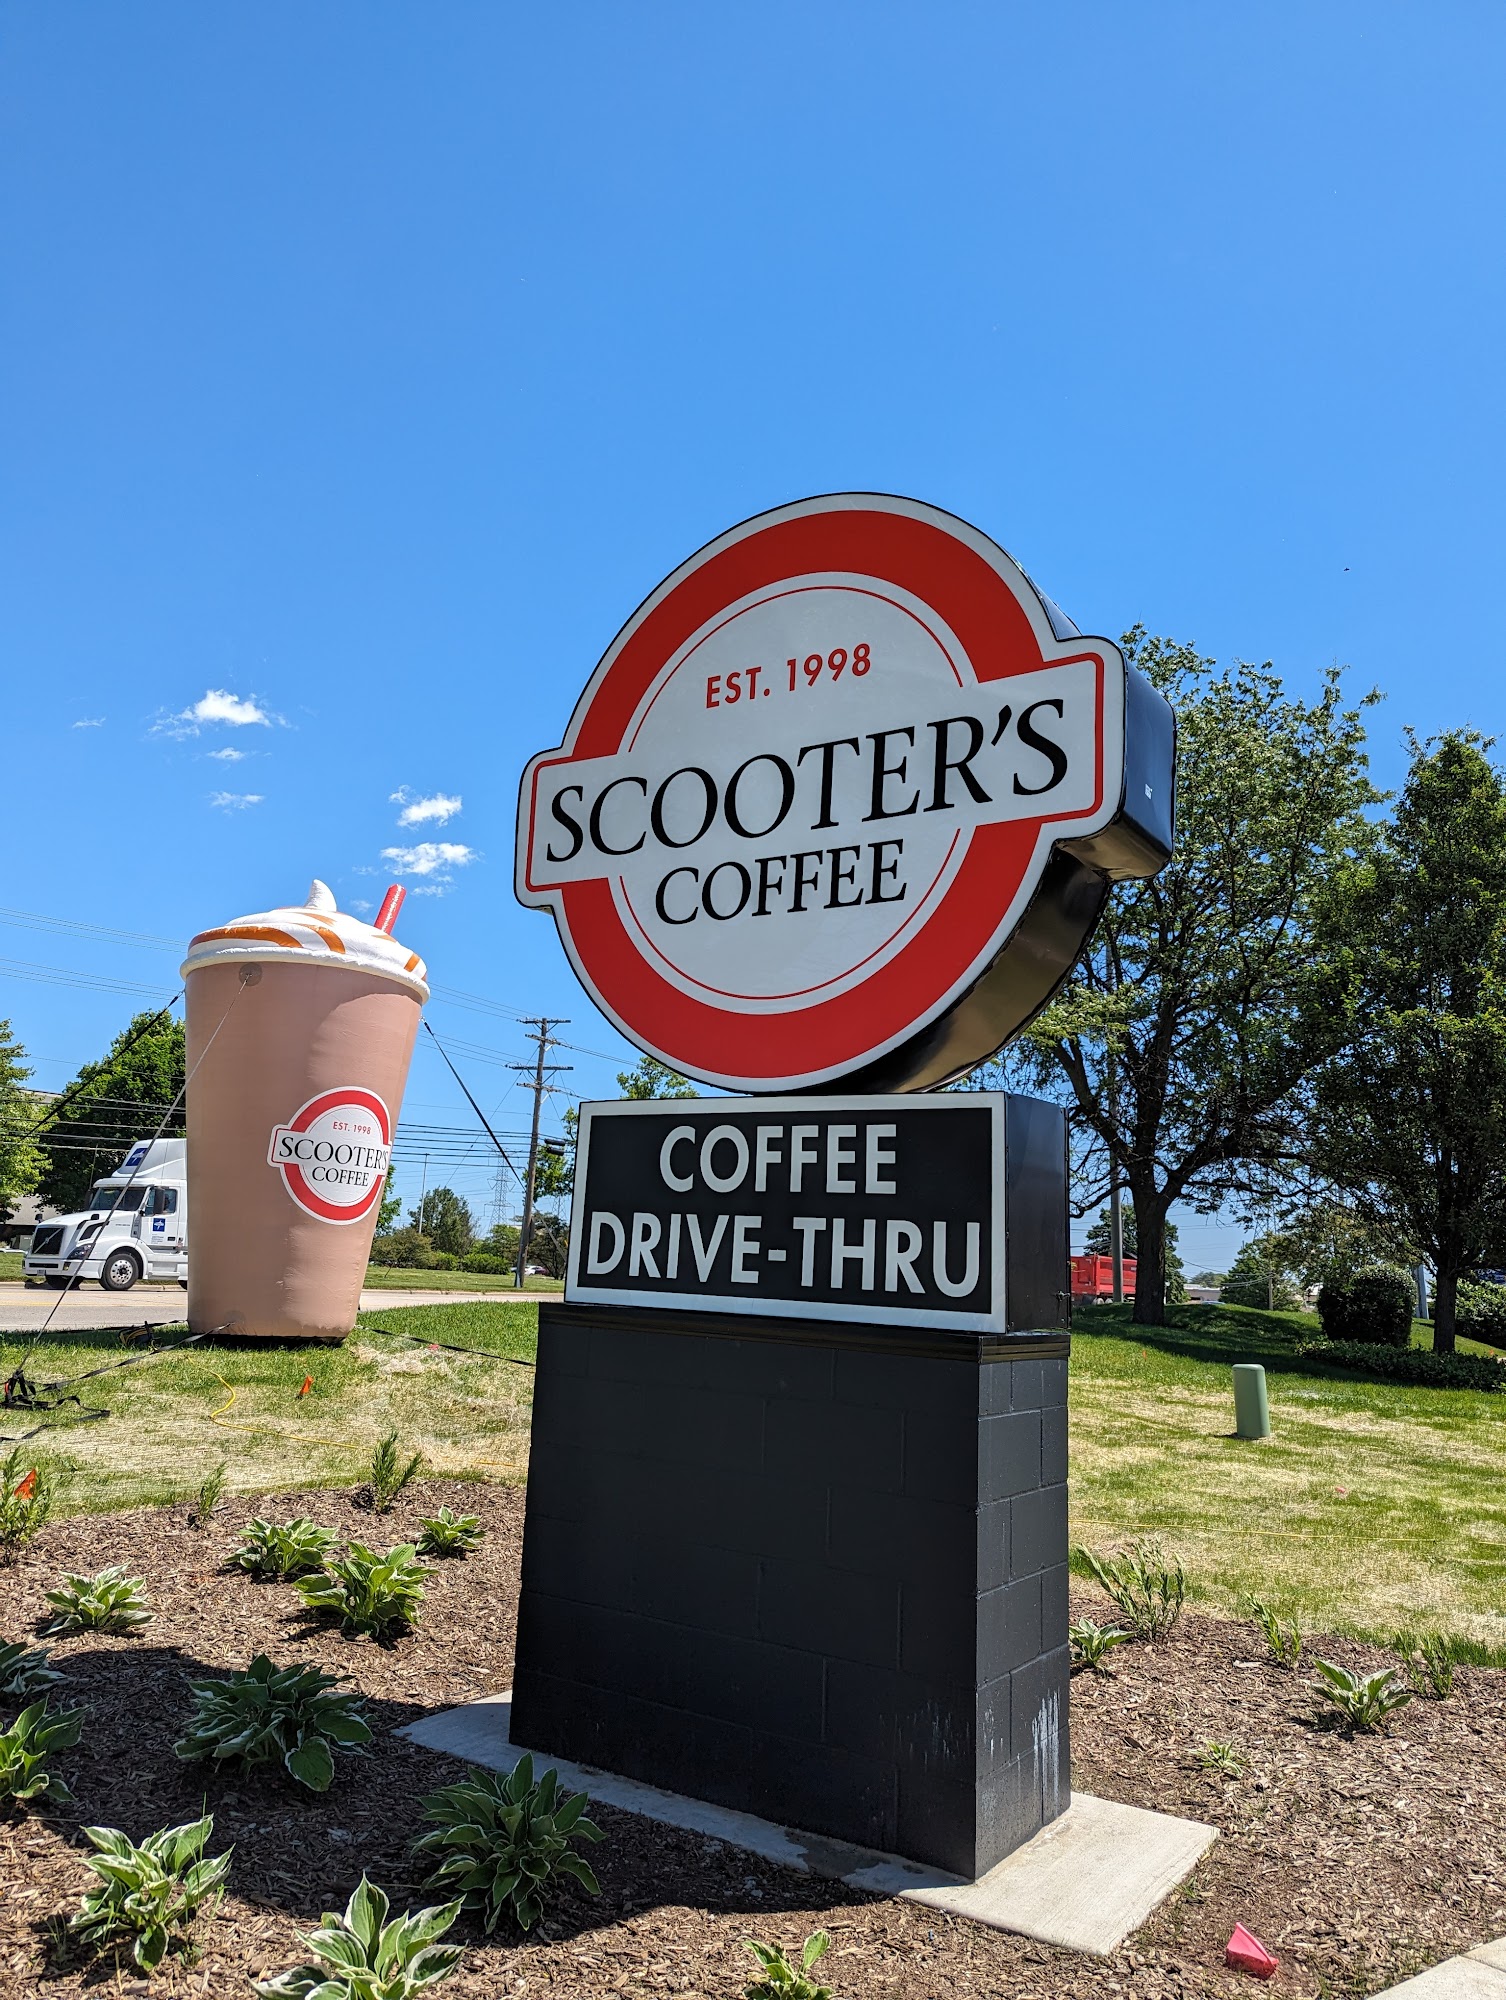 EST. 1998
SCOOTER'S
COFFEE
COFFEE
DRIVE-THRU
EST. 1998
SCOOTER'S
COFFEE